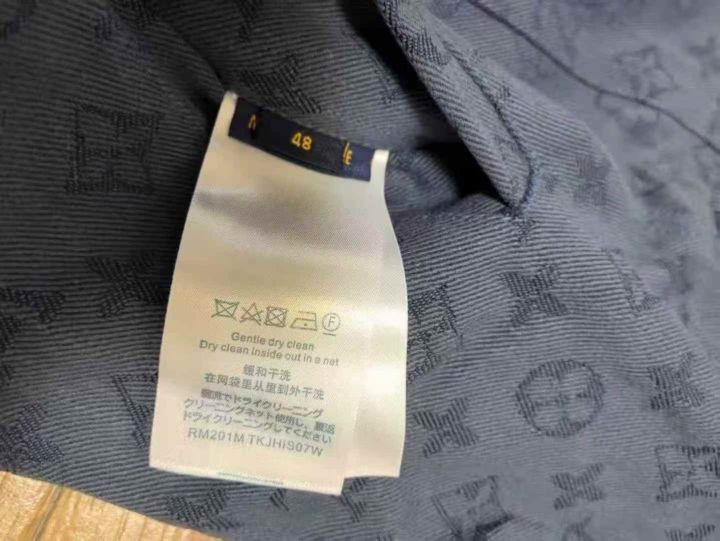 48
Gentle dry clean
Dry clean inside out in a net
缓和干洗
在网袋里从里到外干洗
ドライクリーニング
クリーニングネット使用し、裏返
ドライクリーニングしてください
RM201M TKJHIS07W